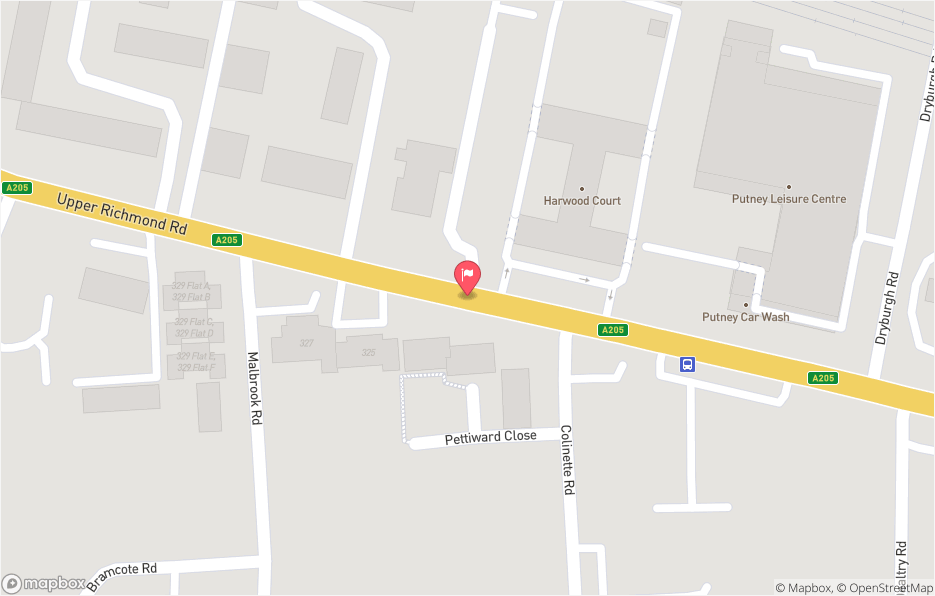 Dryburgh R
A205
Upper Richmond Rd
A205
Harwood Court
Putney Leisure Centre
329 Flat A,
329 Flat B
329 Flat C,
329 Flat D
329 Flat E,
329 Flat F
327
325
Putney Car Wash
Dryburgh Rd
A205
A205
Malbrook Rd
Pettiward Close
Colinette Rd
Bramcote Rd
altry Rd
mapbox
© Mapbox, © OpenStreetMap